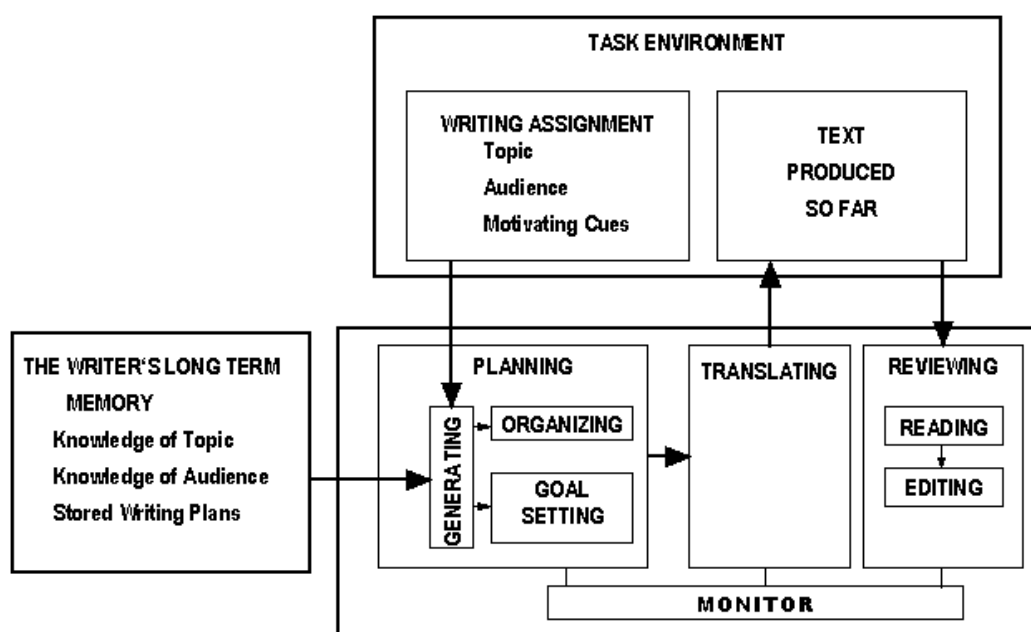 TASK ENVIRONMENT
WRITING ASSIGNMENT
Topic
Audience
Motivating Cues
TEXT
PRODUCED
SO FAR
THE WRITER'S LONG TERM
MEMORY
Knowledge of Topic
Knowledge of Audience
Stored Writing Plans
PLANNING
GENERATING
ORGANIZING
GOAL
SETTING
TRANSLATING
REVIEWING
READING
EDITING
MONITOR